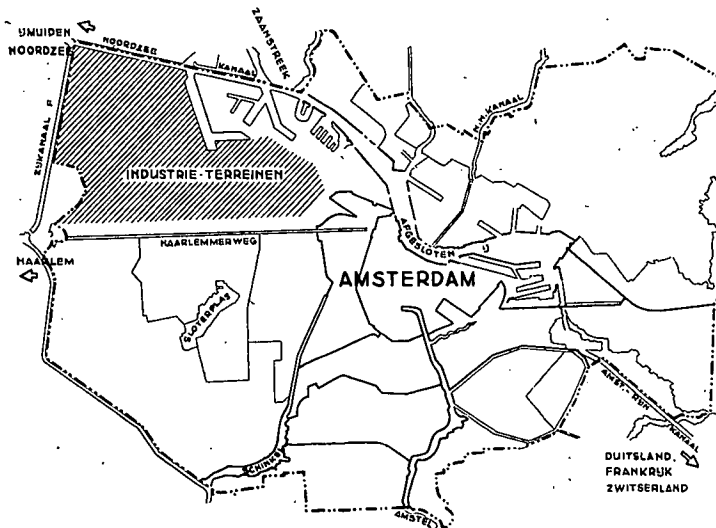 IJMUIDEN
NOORDZEE
NOORDZEE KANAAL
ZAANSTREEK
N.H. KANAAL
ZIJKANAAL F
INDUSTRIE-TERREINEN
HAARLEMMERWEG
HAARLEM
AFGESLOTEN IJ
AMSTERDAM
SLOTERPLAS
AMST.-RIJN KANAAL
SCHINKEL
AMSTEL
DUITSLAND.
FRANKRIJK
ZWITSERLAND